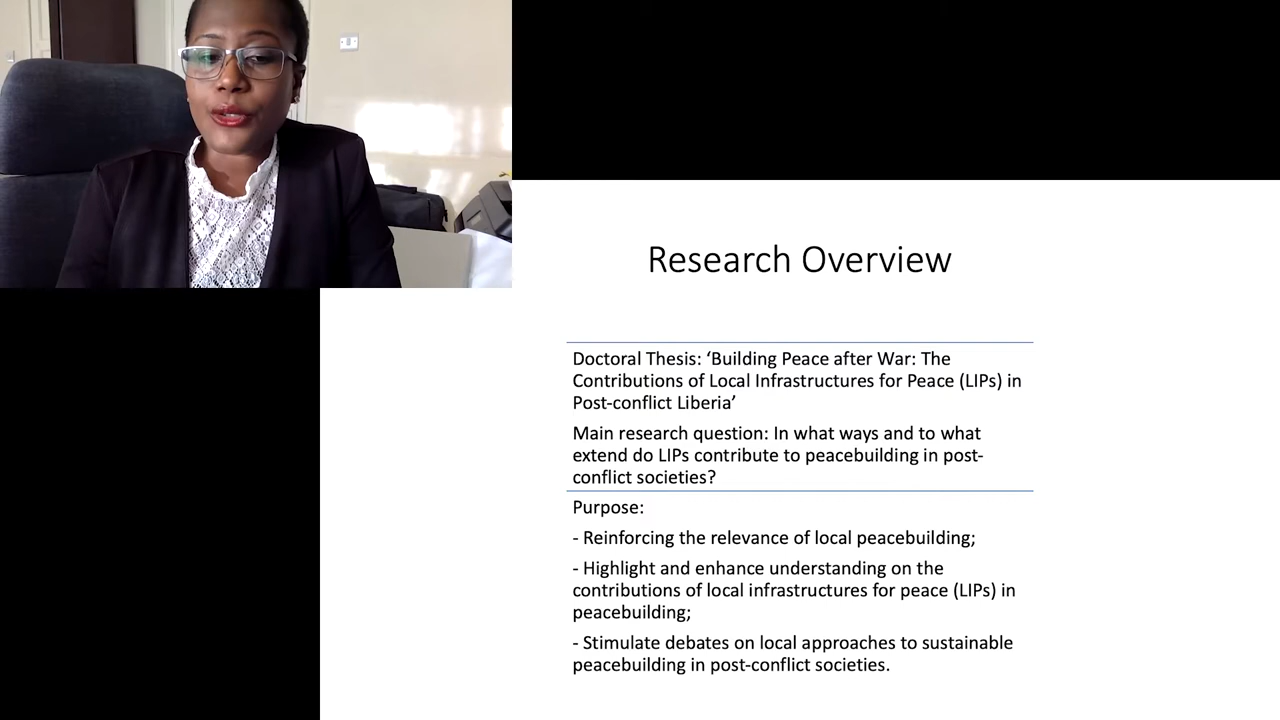 Research Overview
Doctoral Thesis: ‘Building Peace after War: The
Contributions of Local Infrastructures for Peace (LIPs) in
Post-conflict Liberia’
Main research question: In what ways and to what
extend do LIPs contribute to peacebuilding in post-
conflict societies?
Purpose:
- Reinforcing the relevance of local peacebuilding;
- Highlight and enhance understanding on the
contributions of local infrastructures for peace (LIPs) in
peacebuilding;
- Stimulate debates on local approaches to sustainable
peacebuilding in post-conflict societies.